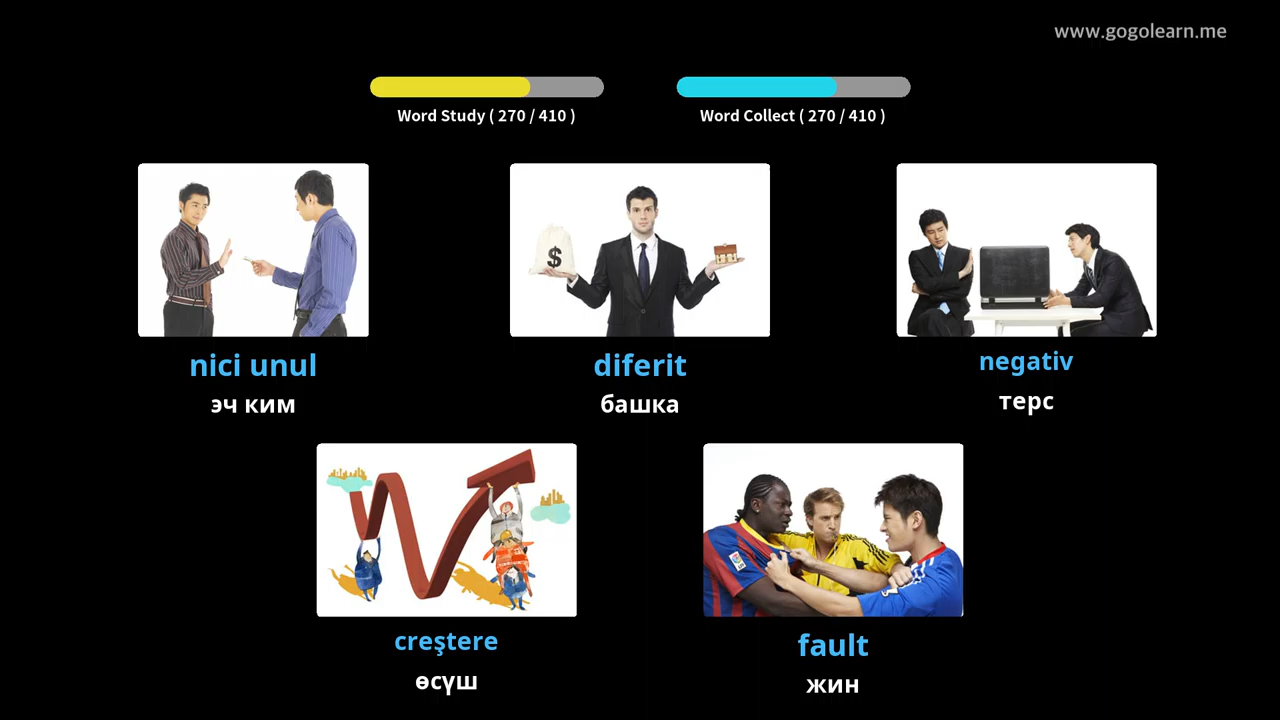 www.gogolearn.me
Word Study ( 270 / 410 )
Word Collect ( 270 / 410 )
$
nici unul
diferit
negativ
эч ким
башка
терс
creştere
fault
өсүш
жин